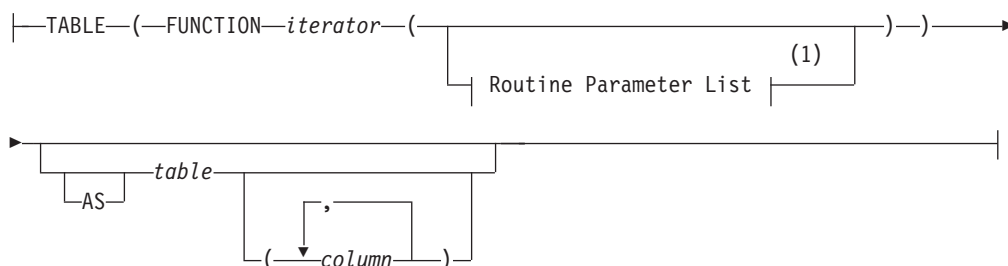 TABLE ( FUNCTION iterator ( ) )
(1)
Routine Parameter List
table
AS
,
( column )